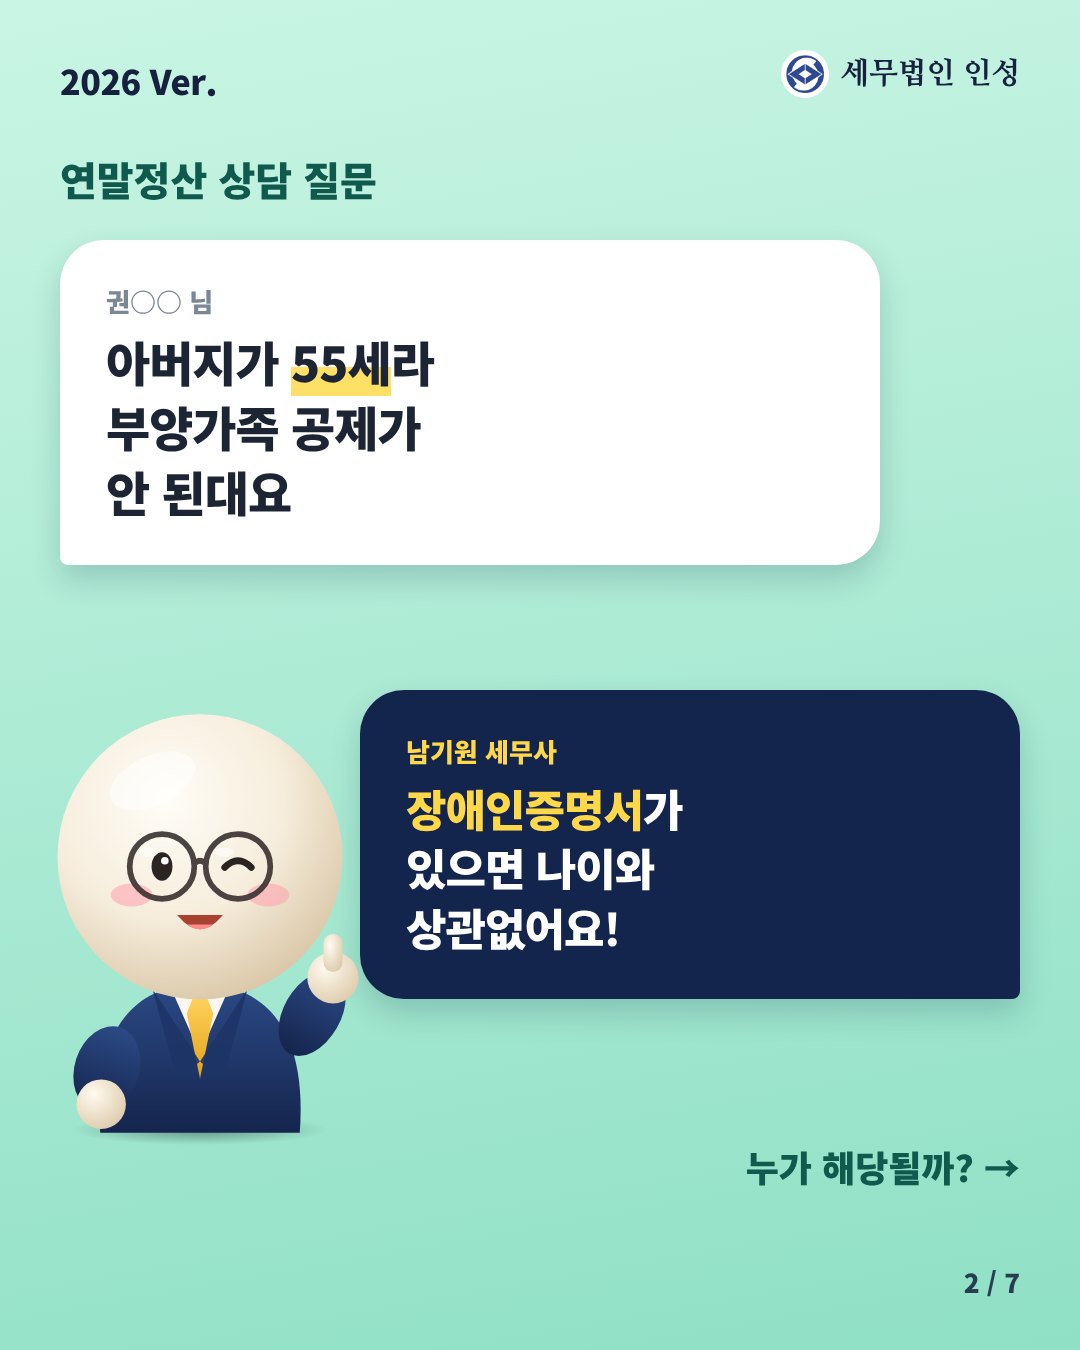 2026 Ver.
세무법인 인성
연말정산 상담 질문
권○○ 님
아버지가 55세라
부양가족 공제가
안 된대요
남기원 세무사
장애인증명서가
있으면 나이와
상관없어요!
누가 해당될까? →
2 / 7